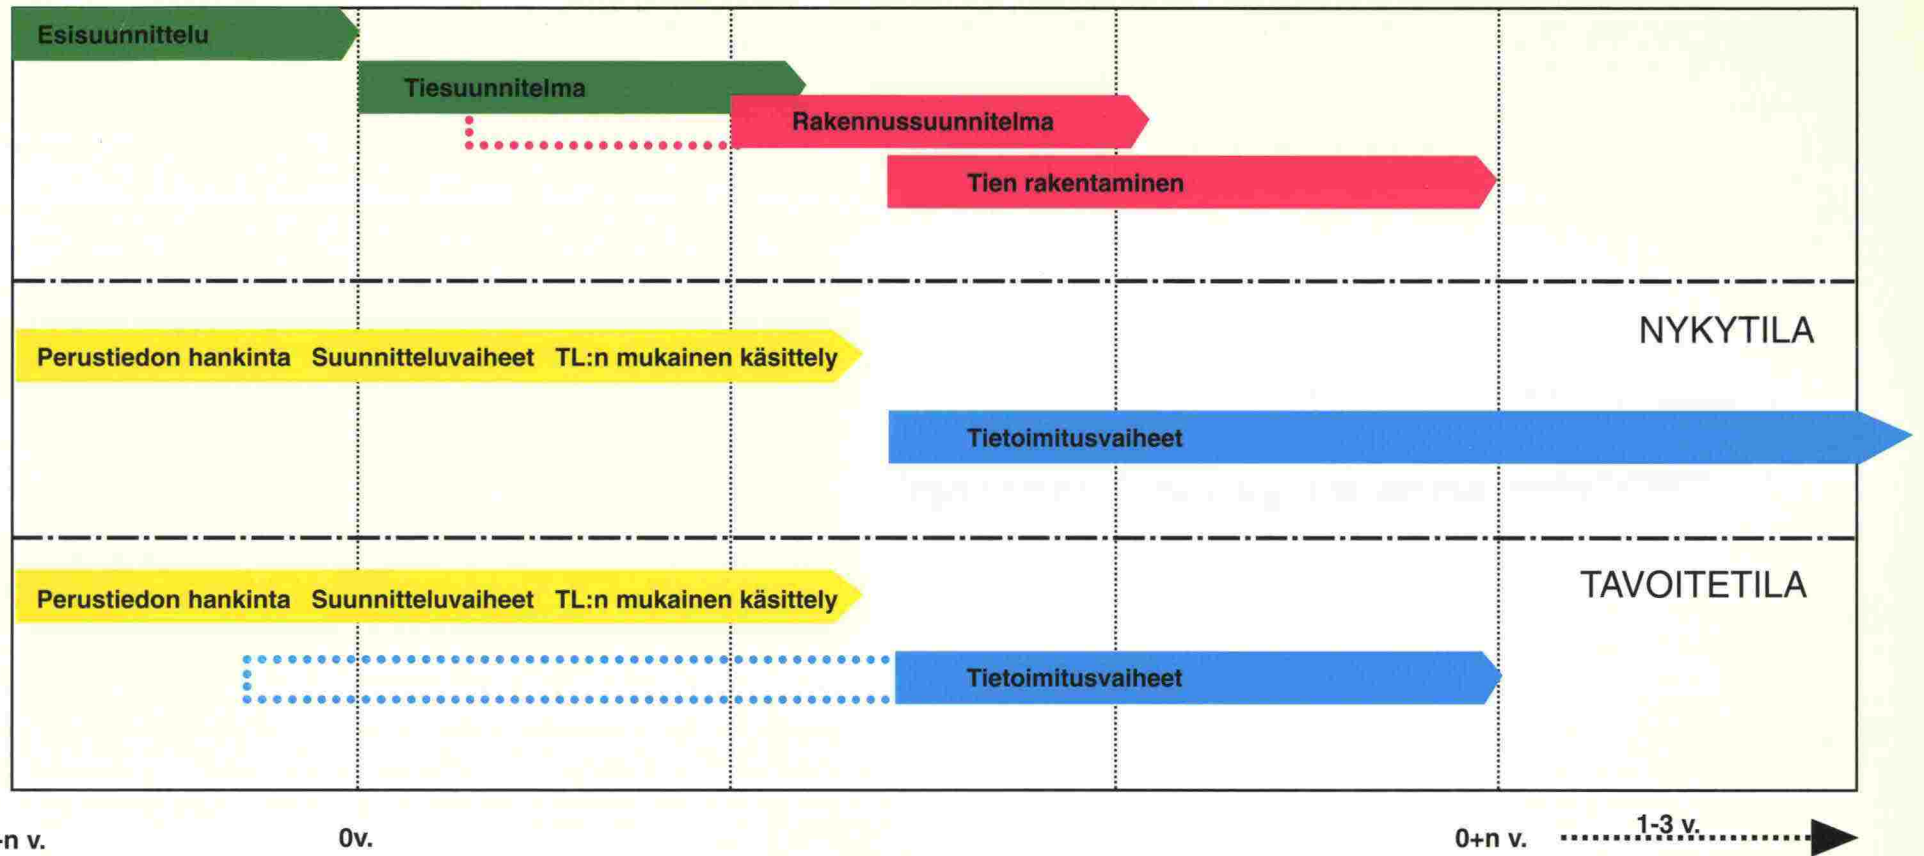 Esisuunnittelu
Tiesuunnitelma
Rakennussuunnitelma
Tien rakentaminen
NYKYTILA
Perustiedon hankinta Suunnitteluvaiheet TL:n mukainen käsittely
Tietoimitusvaiheet
TAVOITETILA
Perustiedon hankinta Suunnitteluvaiheet TL:n mukainen käsittely
Tietoimitusvaiheet
-n v. 0v. 0+n v. 1-3 v.